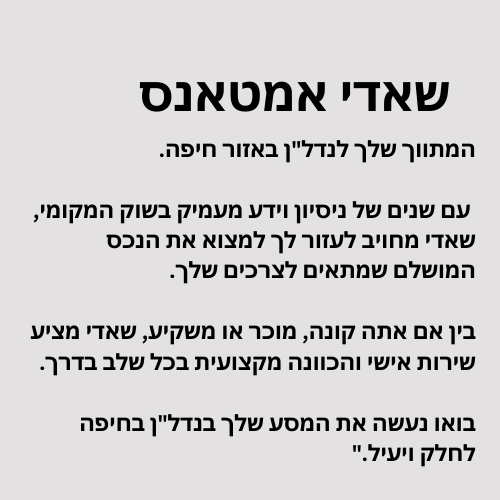 שאדי אמטאנס
המתווך שלך לנדל"ן באזור חיפה.
עם שנים של ניסיון וידע מעמיק בשוק המקומי,
שאדי מחויב לעזור לך למצוא את הנכס
המושלם שמתאים לצרכים שלך.
בין אם אתה קונה, מוכר או משקיע, שאדי מציע
שירות אישי והכוונה מקצועית בכל שלב בדרך.
בואו נעשה את המסע שלך בנדל"ן בחיפה
לחלק ויעיל."